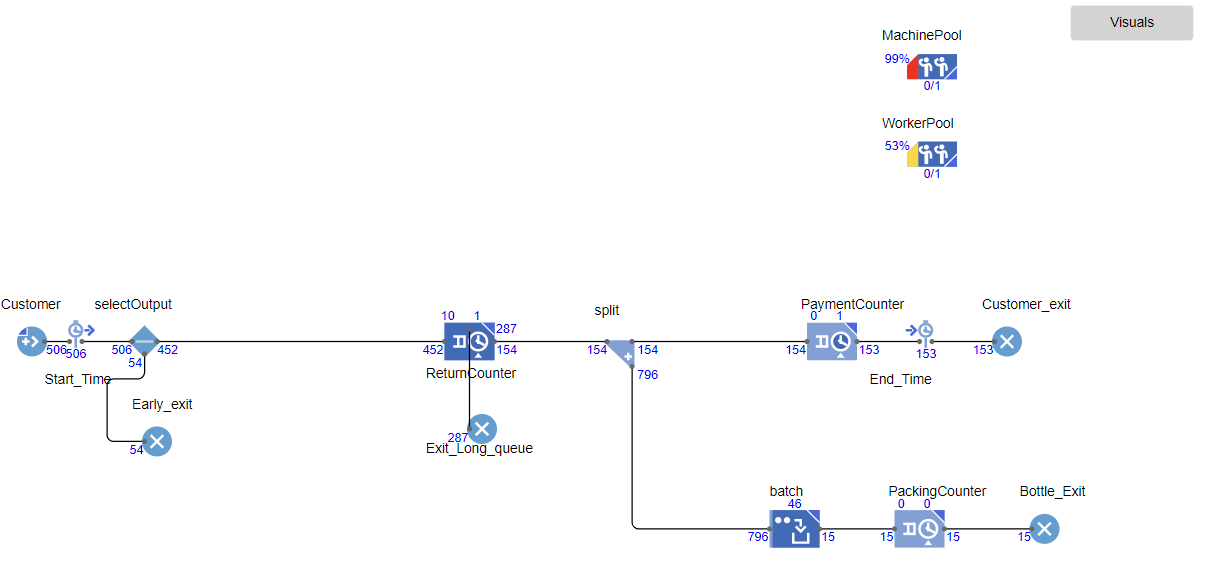 Visuals
MachinePool
99%
0/1
WorkerPool
53%
0/1
Customer
selectOutput
split
PaymentCounter
Customer_exit
10 1
0 1
287
506
506
506
452
452
154
154
154
154
153
153
153
54
796
Start_Time
ReturnCounter
End_Time
Early_exit
54
287
Exit_Long_queue
batch
PackingCounter
Bottle_Exit
46
0 0
796
15
15
15
15